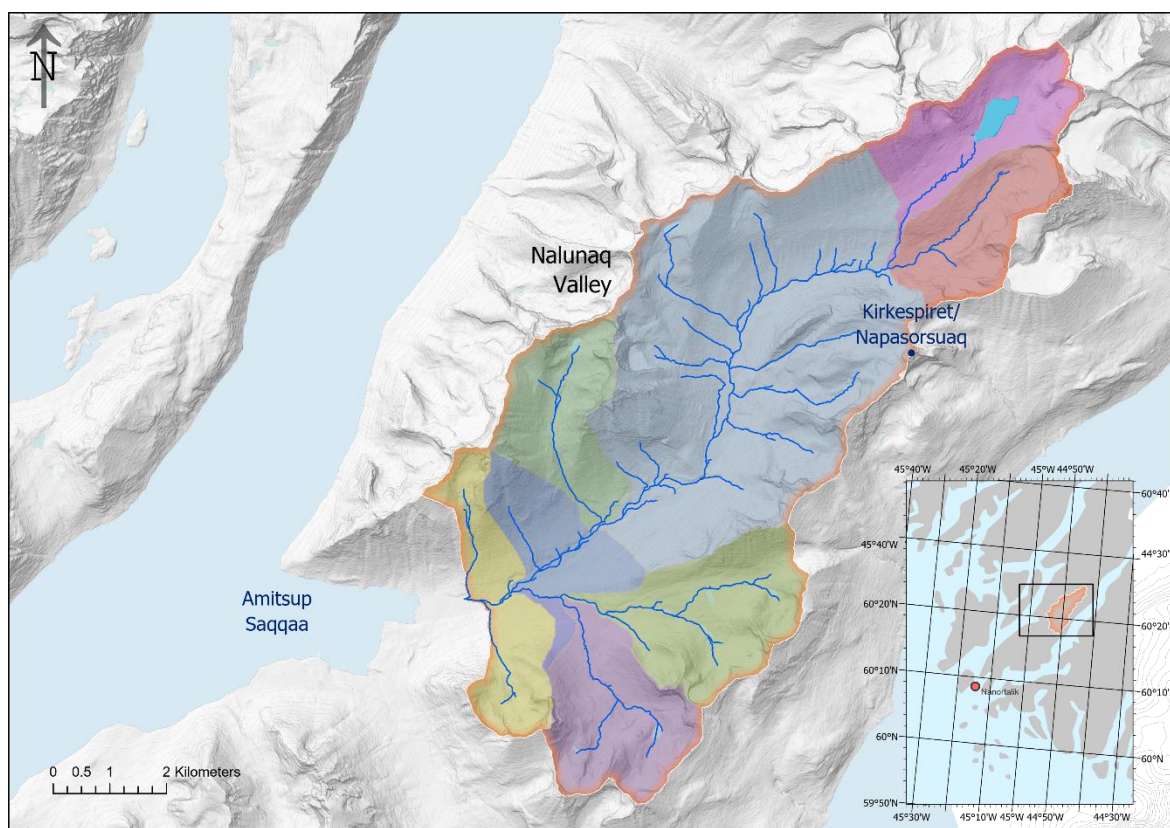 N
Nalunaq
Valley
Kirkespiret/
Napasorsuaq
Amitsup
Saqqaa
0 0.5 1 2 Kilometers
45°40'W 45°20'W 45°W 44°50'W
60°40'N
45°40'W
44°30'W
60°20'N
60°20'N
60°10'N
60°10'N
Nanortalik
60°N
60°N
59°50'N
45°30'W 45°10'W 45°W 44°50'W 44°30'W